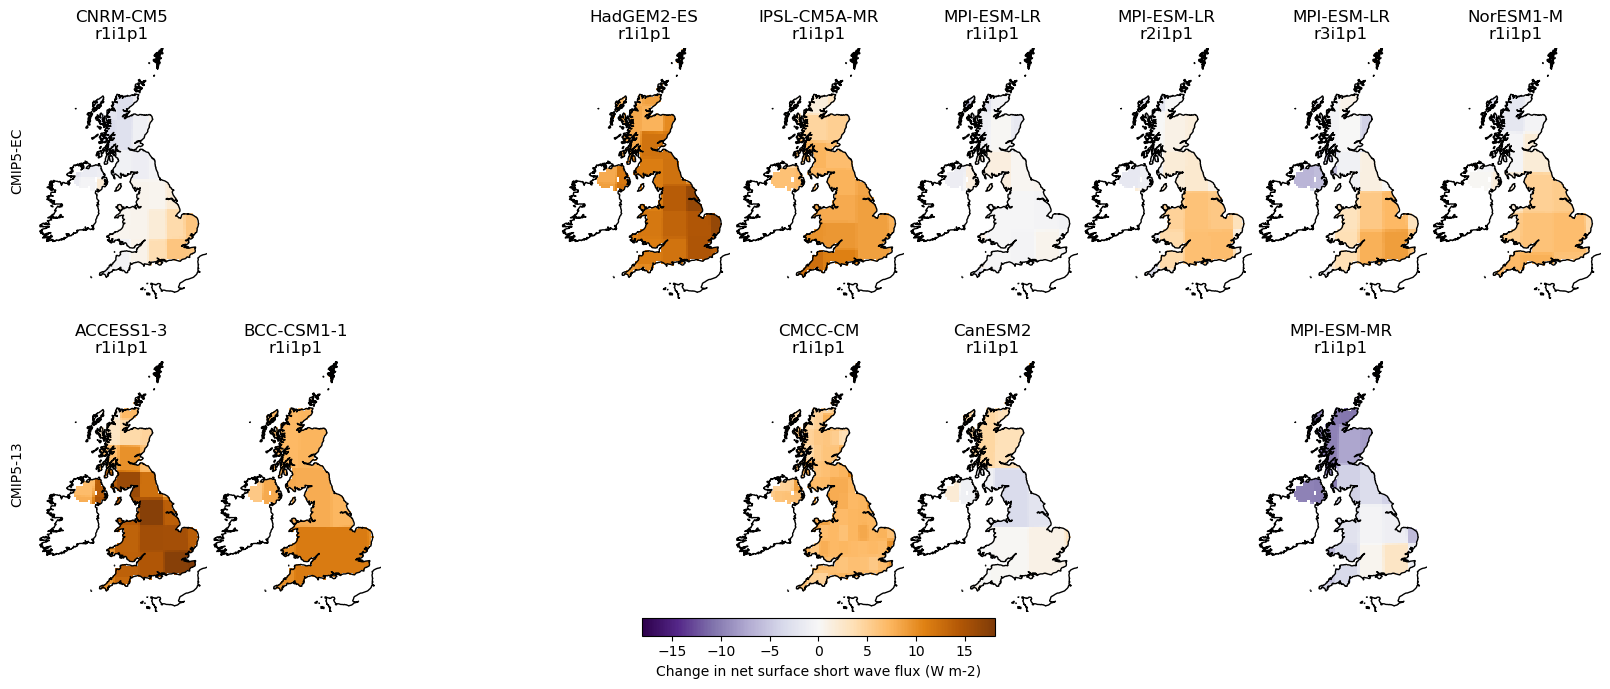 CNRM-CM5
r1i1p1
HadGEM2-ES
r1i1p1
IPSL-CM5A-MR
r1i1p1
MPI-ESM-LR
r1i1p1
MPI-ESM-LR
r2i1p1
MPI-ESM-LR
r3i1p1
NorESM1-M
r1i1p1
CMIP5-EC
ACCESS1-3
r1i1p1
BCC-CSM1-1
r1i1p1
CMCC-CM
r1i1p1
CanESM2
r1i1p1
MPI-ESM-MR
r1i1p1
CMIP5-13
−15 −10 −5 0 5 10 15
Change in net surface short wave flux (W m-2)